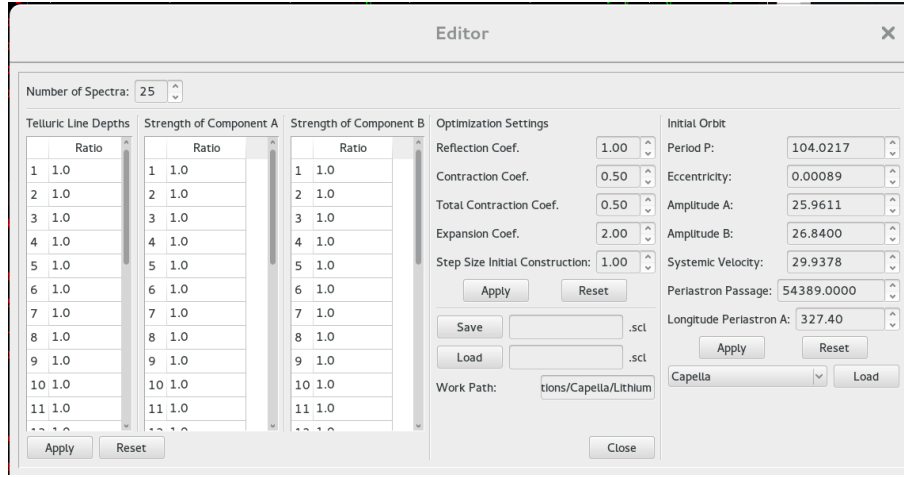 Editor
Number of Spectra: 25
Telluric Line Depths
Ratio
1 1.0
2 1.0
3 1.0
4 1.0
5 1.0
6 1.0
7 1.0
8 1.0
9 1.0
10 1.0
11 1.0
12 1.0
Strength of Component A
Ratio
1 1.0
2 1.0
3 1.0
4 1.0
5 1.0
6 1.0
7 1.0
8 1.0
9 1.0
10 1.0
11 1.0
12 1.0
Strength of Component B
Ratio
1 1.0
2 1.0
3 1.0
4 1.0
5 1.0
6 1.0
7 1.0
8 1.0
9 1.0
10 1.0
11 1.0
12 1.0
Apply Reset
Optimization Settings
Reflection Coef. 1.00
Contraction Coef. 0.50
Total Contraction Coef. 0.50
Expansion Coef. 2.00
Step Size Initial Construction: 1.00
Apply Reset
Save .scl
Load .scl
Work Path: tions/Capella/Lithium
Close
Initial Orbit
Period P: 104.0217
Eccentricity: 0.00089
Amplitude A: 25.9611
Amplitude B: 26.8400
Systemic Velocity: 29.9378
Periastron Passage: 54389.0000
Longitude Periastron A: 327.40
Apply Reset
Capella Load